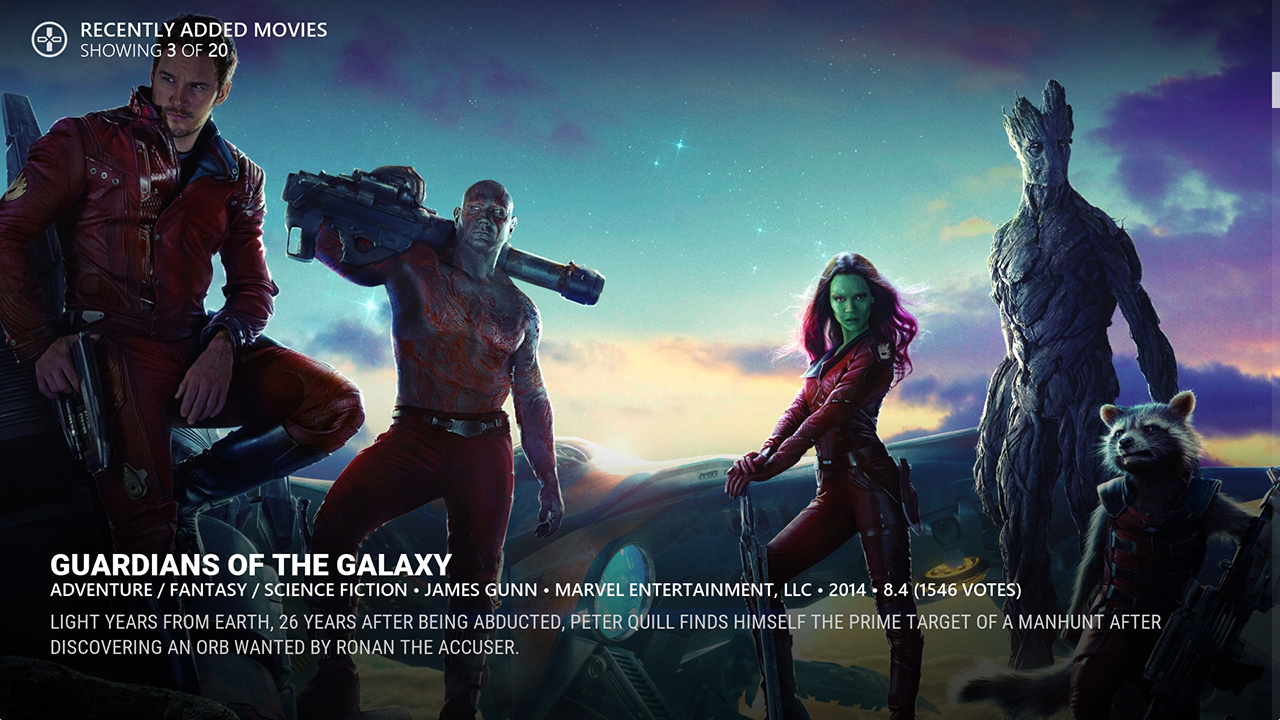 RECENTLY ADDED MOVIES
SHOWING 3 OF 20
GUARDIANS OF THE GALAXY
ADVENTURE / FANTASY / SCIENCE FICTION • JAMES GUNN • MARVEL ENTERTAINMENT, LLC • 2014 • 8.4 (1546 VOTES)
LIGHT YEARS FROM EARTH, 26 YEARS AFTER BEING ABDUCTED, PETER QUILL FINDS HIMSELF THE PRIME TARGET OF A MANHUNT AFTER
DISCOVERING AN ORB WANTED BY RONAN THE ACCUSER.